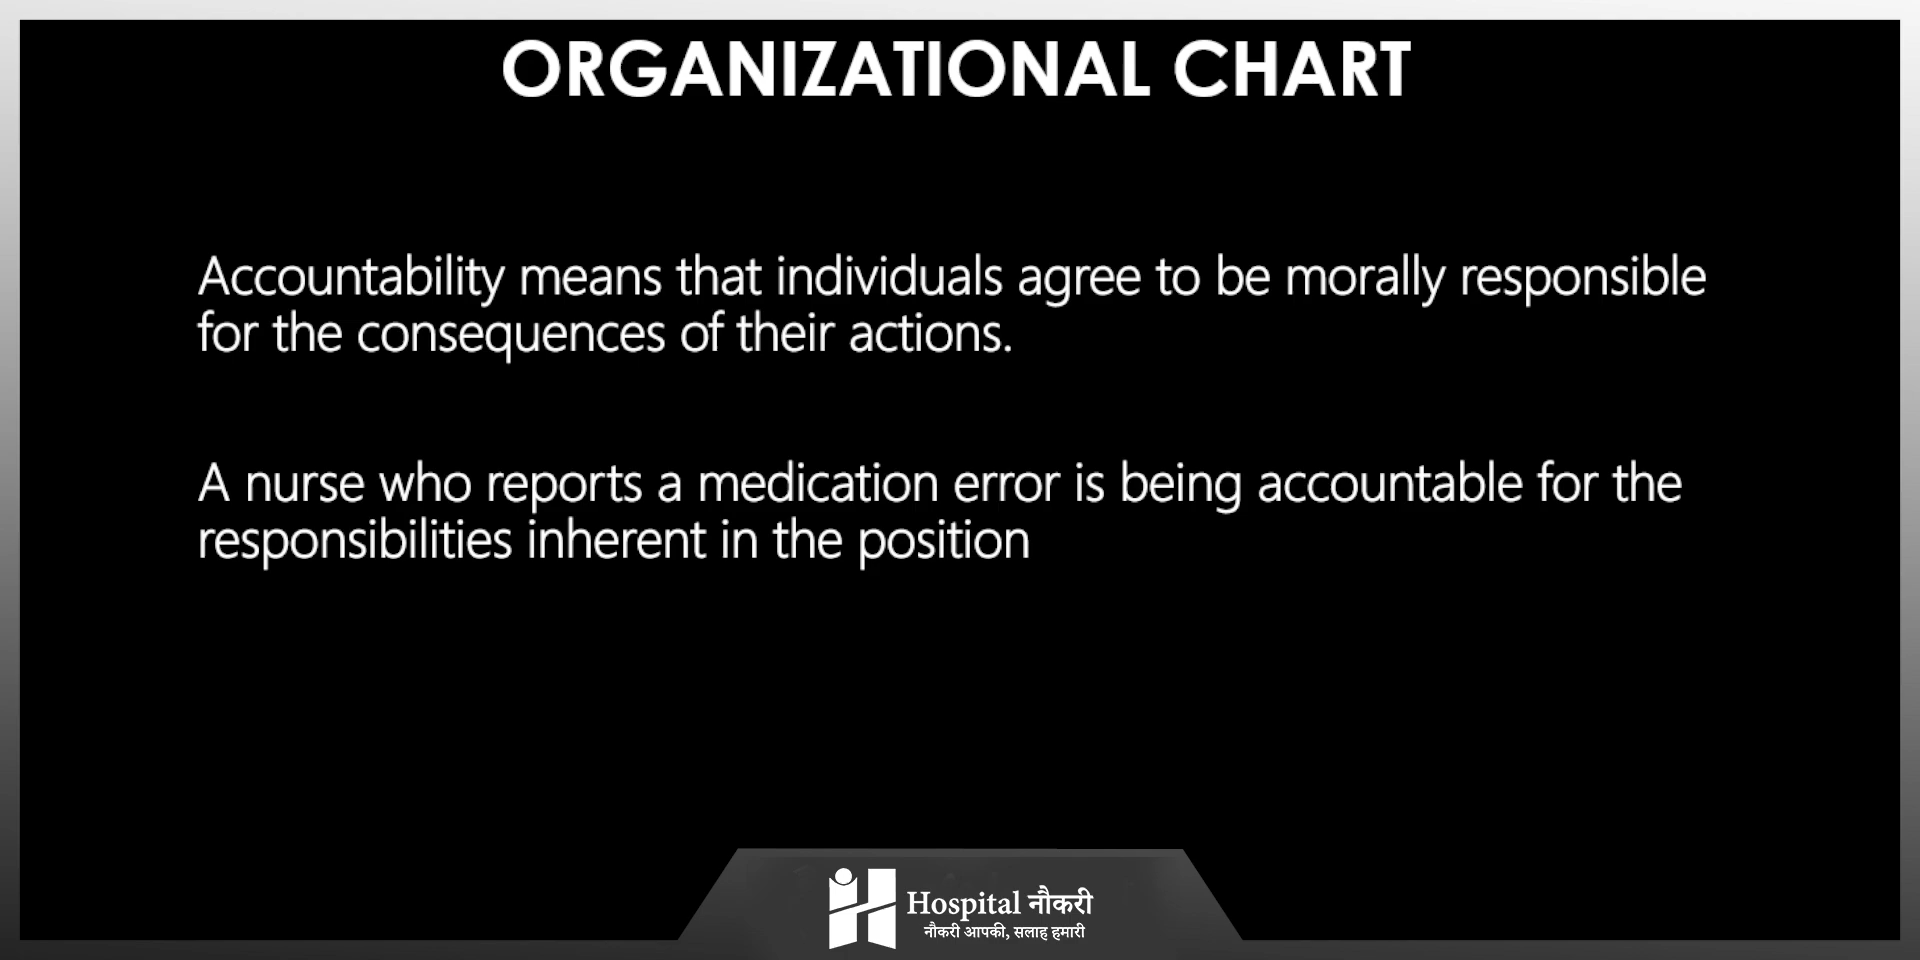 ORGANIZATIONAL CHART
Accountability means that individuals agree to be morally responsible
for the consequences of their actions.
A nurse who reports a medication error is being accountable for the
responsibilities inherent in the position
Hospital नौकरी
नौकरी आपकी, सलाह हमारी